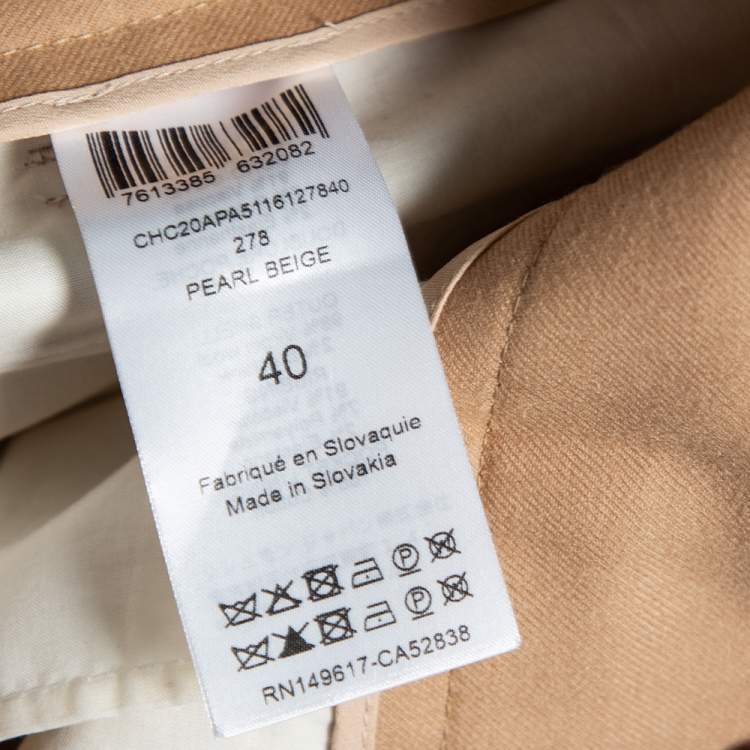 7613385 632082
CHC20APA5116127840
278
PEARL BEIGE
40
Fabriqué en Slovaquie
Made in Slovakia
P
P
RN149617-CA52838